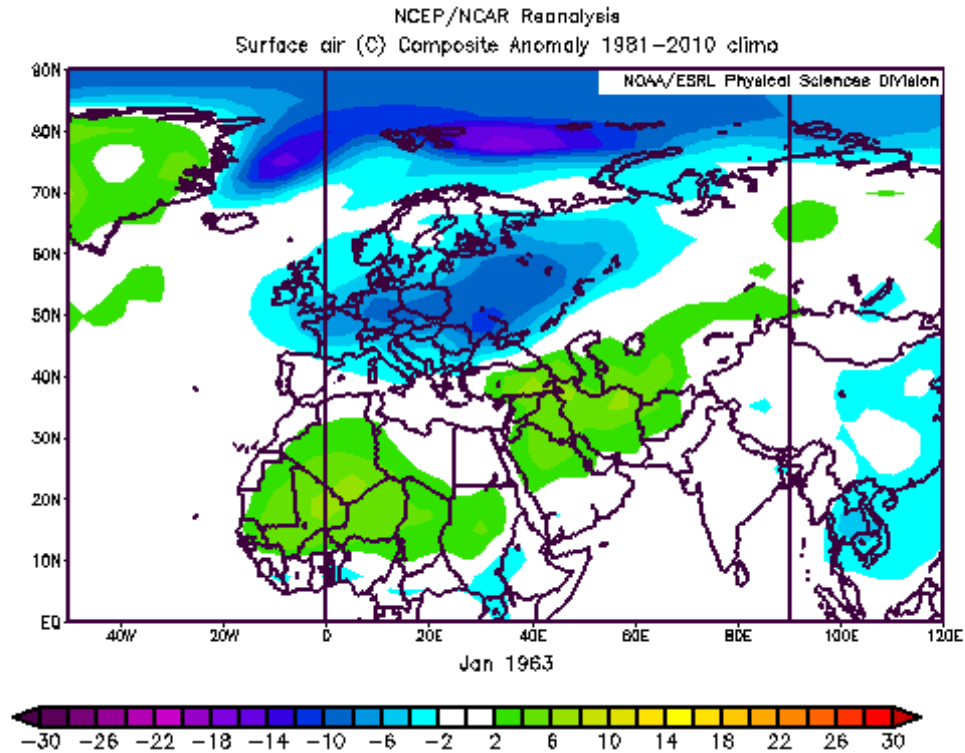 NCEP/NCAR Reanalysis
Surface air (C) Composite Anomaly 1981-2010 climo
NOAA/ESRL Physical Sciences Division
90N
80N
70N
60N
50N
40N
30N
20N
10N
EQ
40W 20W 0 20E 40E 60E 80E 100E 120E
Jan 1963
-30 -26 -22 -18 -14 -10 -6 -2 2 6 10 14 18 22 26 30